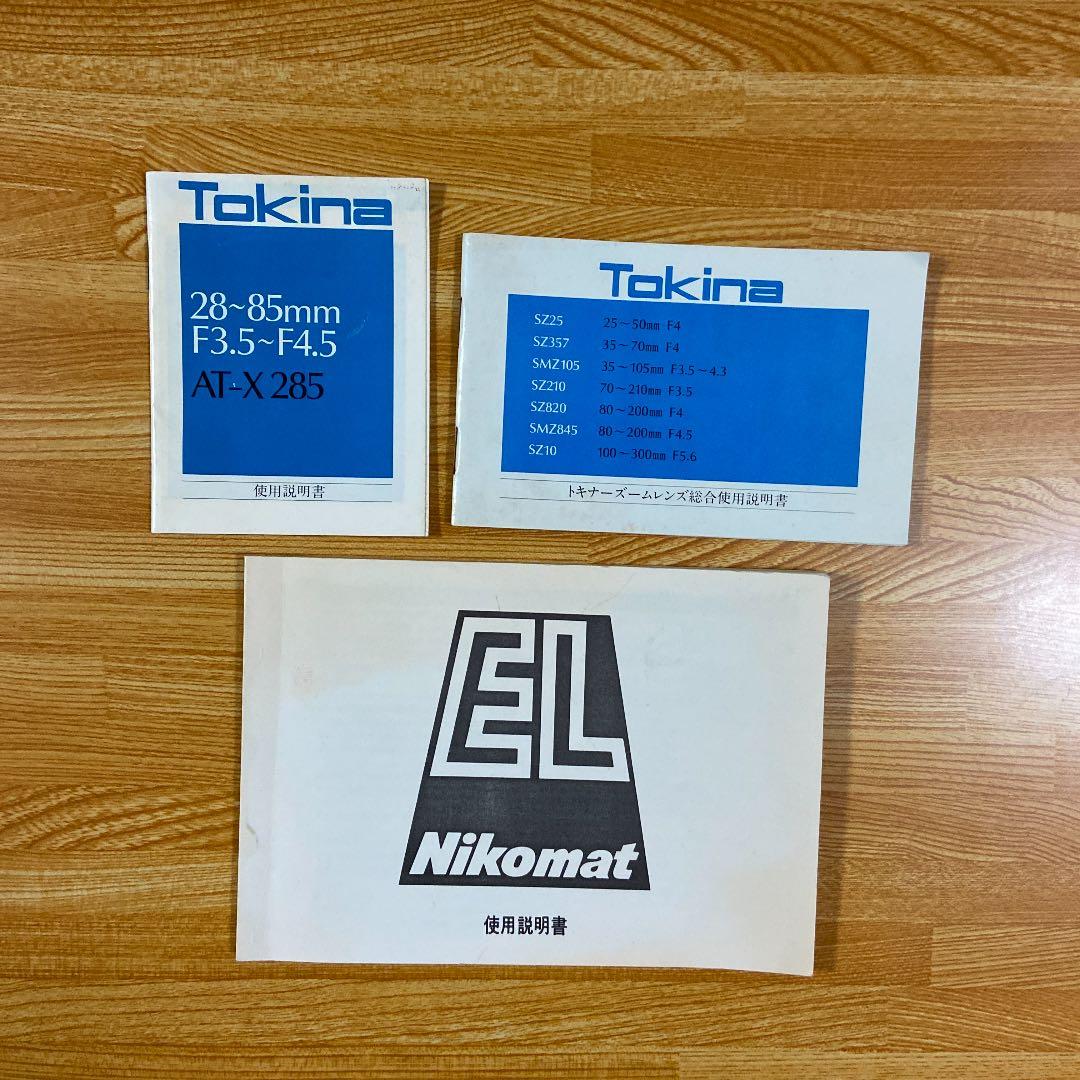 Tokina
28~85mm
F3.5~F4.5
AT-X 285
使用説明書
Tokina
SZ25 25~50mm F4
SZ357 35~70mm F4
SMZ105 35~105mm F3.5~4.3
SZ210 70~210mm F3.5
SZ820 80~200mm F4
SMZ845 80~200mm F4.5
SZ10 100~300mm F5.6
トキナーズームレンズ総合使用説明書
EL
Nikomat
使用説明書